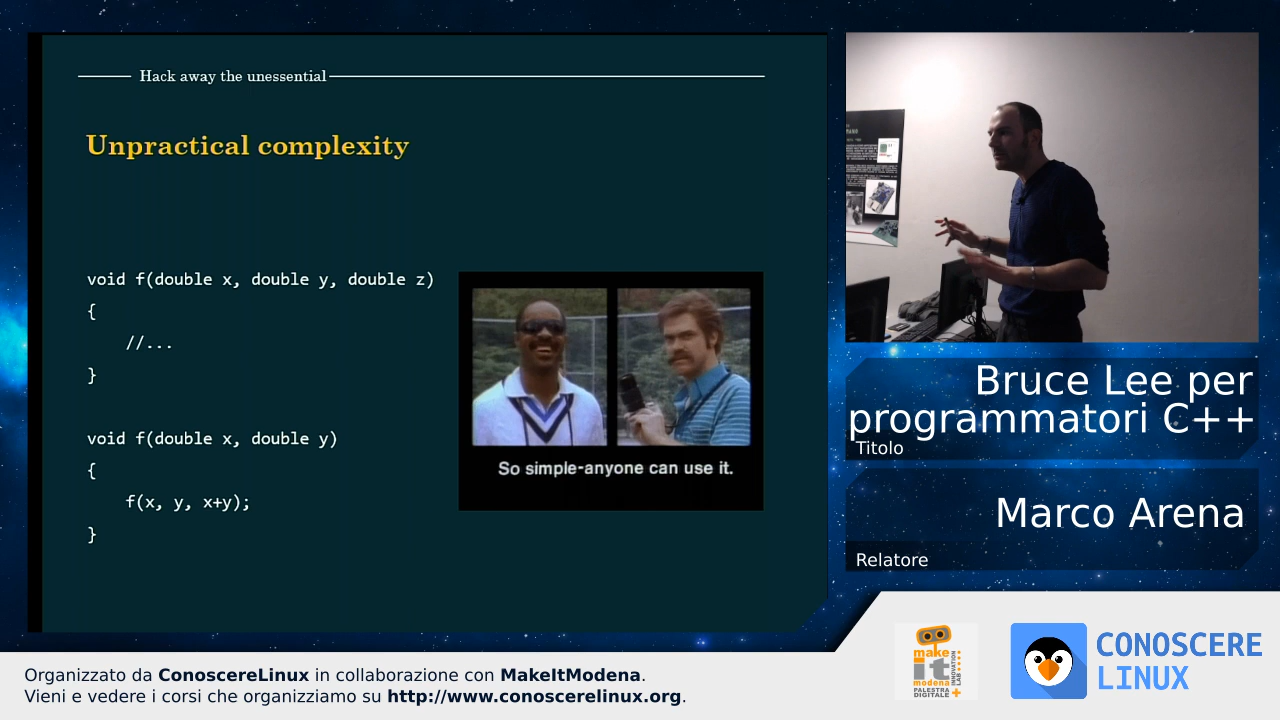 Hack away the unessential
Unpractical complexity
void f(double x, double y, double z)
{
//...
}
void f(double x, double y)
{
f(x, y, x+y);
}
So simple-anyone can use it.
Bruce Lee per
programmatori C++
Titolo
Marco Arena
Relatore
make
it
modena
PALESTRA
DIGITALE
INNOVATION
LAB
CONOSCERE
LINUX
Organizzato da ConoscereLinux in collaborazione con MakeItModena.
Vieni e vedere i corsi che organizziamo su http://www.conoscerelinux.org.